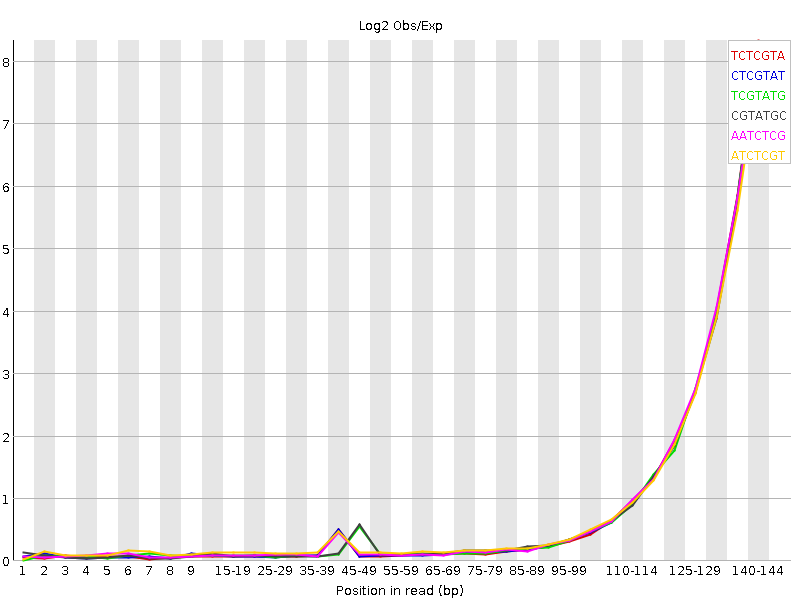 Log2 Obs/Exp
8
7
6
5
4
3
2
1
0
TCTCGTA
CTCGTAT
TCGTATG
CGTATGC
AATCTCG
ATCTCGT
1 2 3 4 5 6 7 8 9 15-19 25-29 35-39 45-49 55-59 65-69 75-79 85-89 95-99 110-114 125-129 140-144
Position in read (bp)